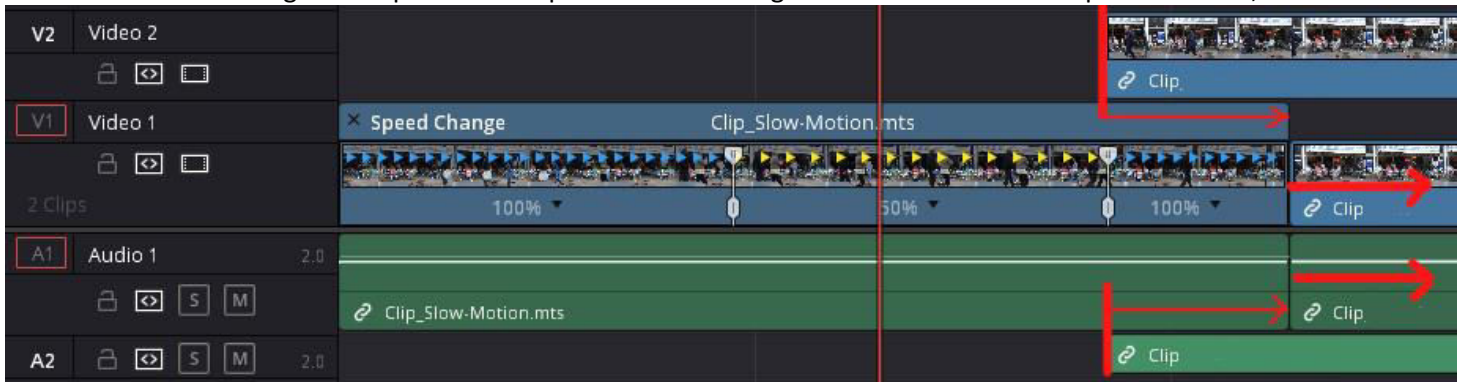 V2 Video 2
Clip
V1 Video 1
× Speed Change Clip_Slow-Motion.mts
2 Clips
100% 50% 100% Clip
A1 Audio 1 2.0
S M
Clip_Slow-Motion.mts Clip
A2 S M 2.0
Clip